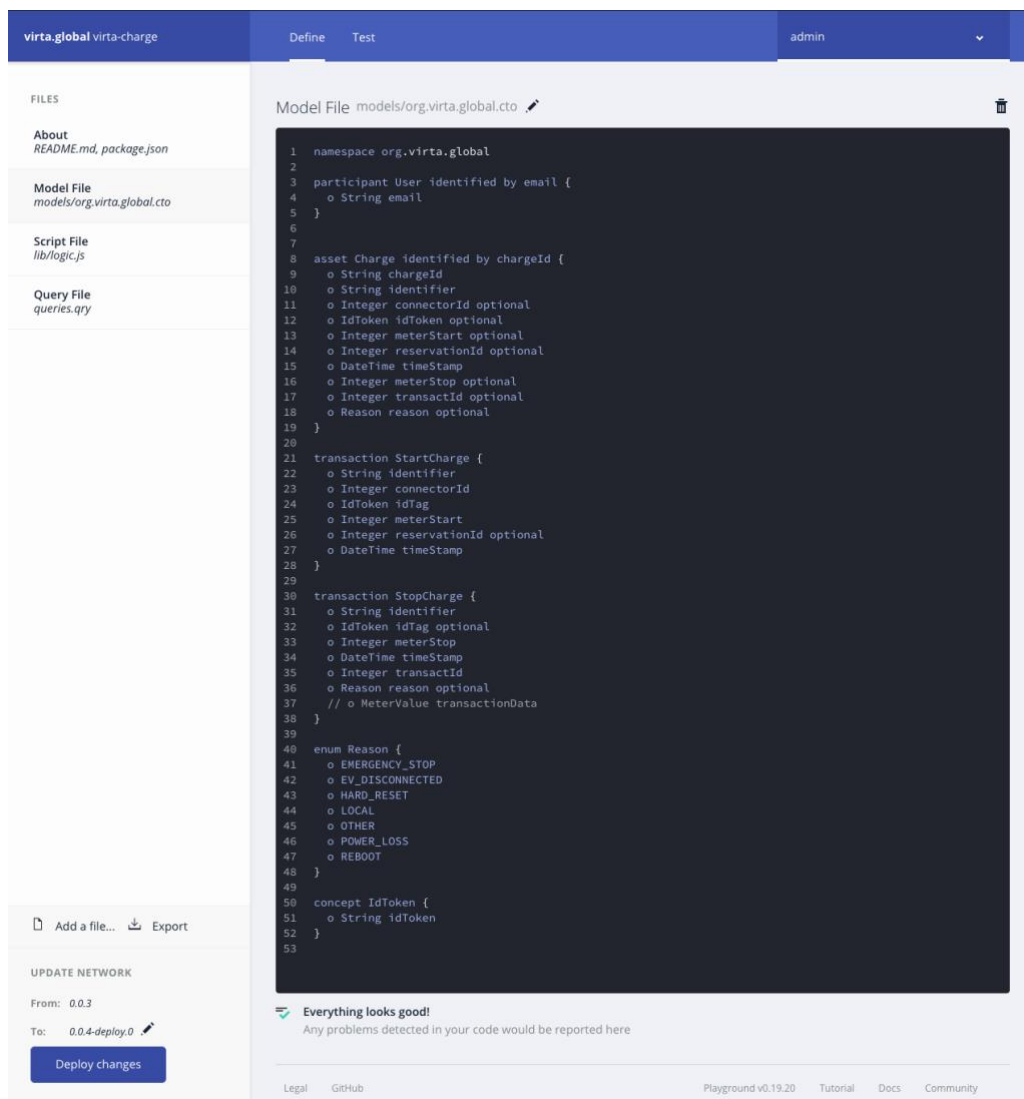 virta.global virta-charge
Define Test
admin
FILES
About
README.md, package.json
Model File
models/org.virta.global.cto
Script File
lib/logic.js
Query File
queries.qry
Add a file... Export
UPDATE NETWORK
From: 0.0.3
To: 0.0.4-deploy.0
Deploy changes
Model File models/org.virta.global.cto
1 namespace org.virta.global
2
3 participant User identified by email {
4   o String email
5 }
6
7
8 asset Charge identified by chargeId {
9   o String chargeId
10   o String identifier
11   o Integer connectorId optional
12   o IdToken idToken optional
13   o Integer meterStart optional
14   o Integer reservationId optional
15   o DateTime timeStamp
16   o Integer meterStop optional
17   o Integer transactId optional
18   o Reason reason optional
19 }
20
21 transaction StartCharge {
22   o String identifier
23   o Integer connectorId
24   o IdToken idTag
25   o Integer meterStart
26   o Integer reservationId optional
27   o DateTime timeStamp
28 }
29
30 transaction StopCharge {
31   o String identifier
32   o IdToken idTag optional
33   o Integer meterStop
34   o DateTime timeStamp
35   o Integer transactId
36   o Reason reason optional
37   // o MeterValue transactionData
38 }
39
40 enum Reason {
41   o EMERGENCY_STOP
42   o EV_DISCONNECTED
43   o HARD_RESET
44   o LOCAL
45   o OTHER
46   o POWER_LOSS
47   o REBOOT
48 }
49
50 concept IdToken {
51   o String idToken
52 }
53
Everything looks good!
Any problems detected in your code would be reported here
Legal GitHub Playground v0.19.20 Tutorial Docs Community